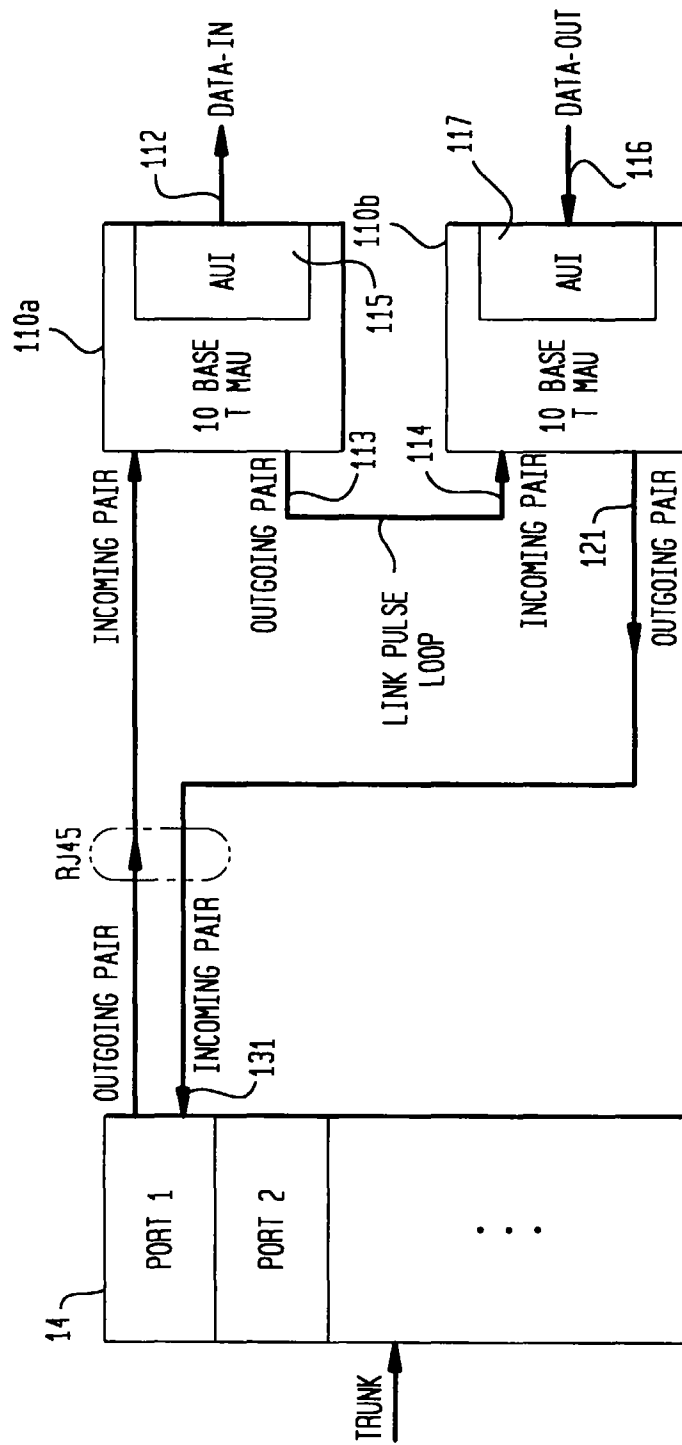 14
PORT 1
PORT 2
. . .
TRUNK
OUTGOING PAIR
RJ45
INCOMING PAIR
INCOMING PAIR
131
110a
10 BASE
T MAU
AUI
115
112
DATA-IN
OUTGOING PAIR
113
LINK PULSE
LOOP
114
INCOMING PAIR
110b
10 BASE
T MAU
AUI
117
DATA-OUT
116
121
OUTGOING PAIR